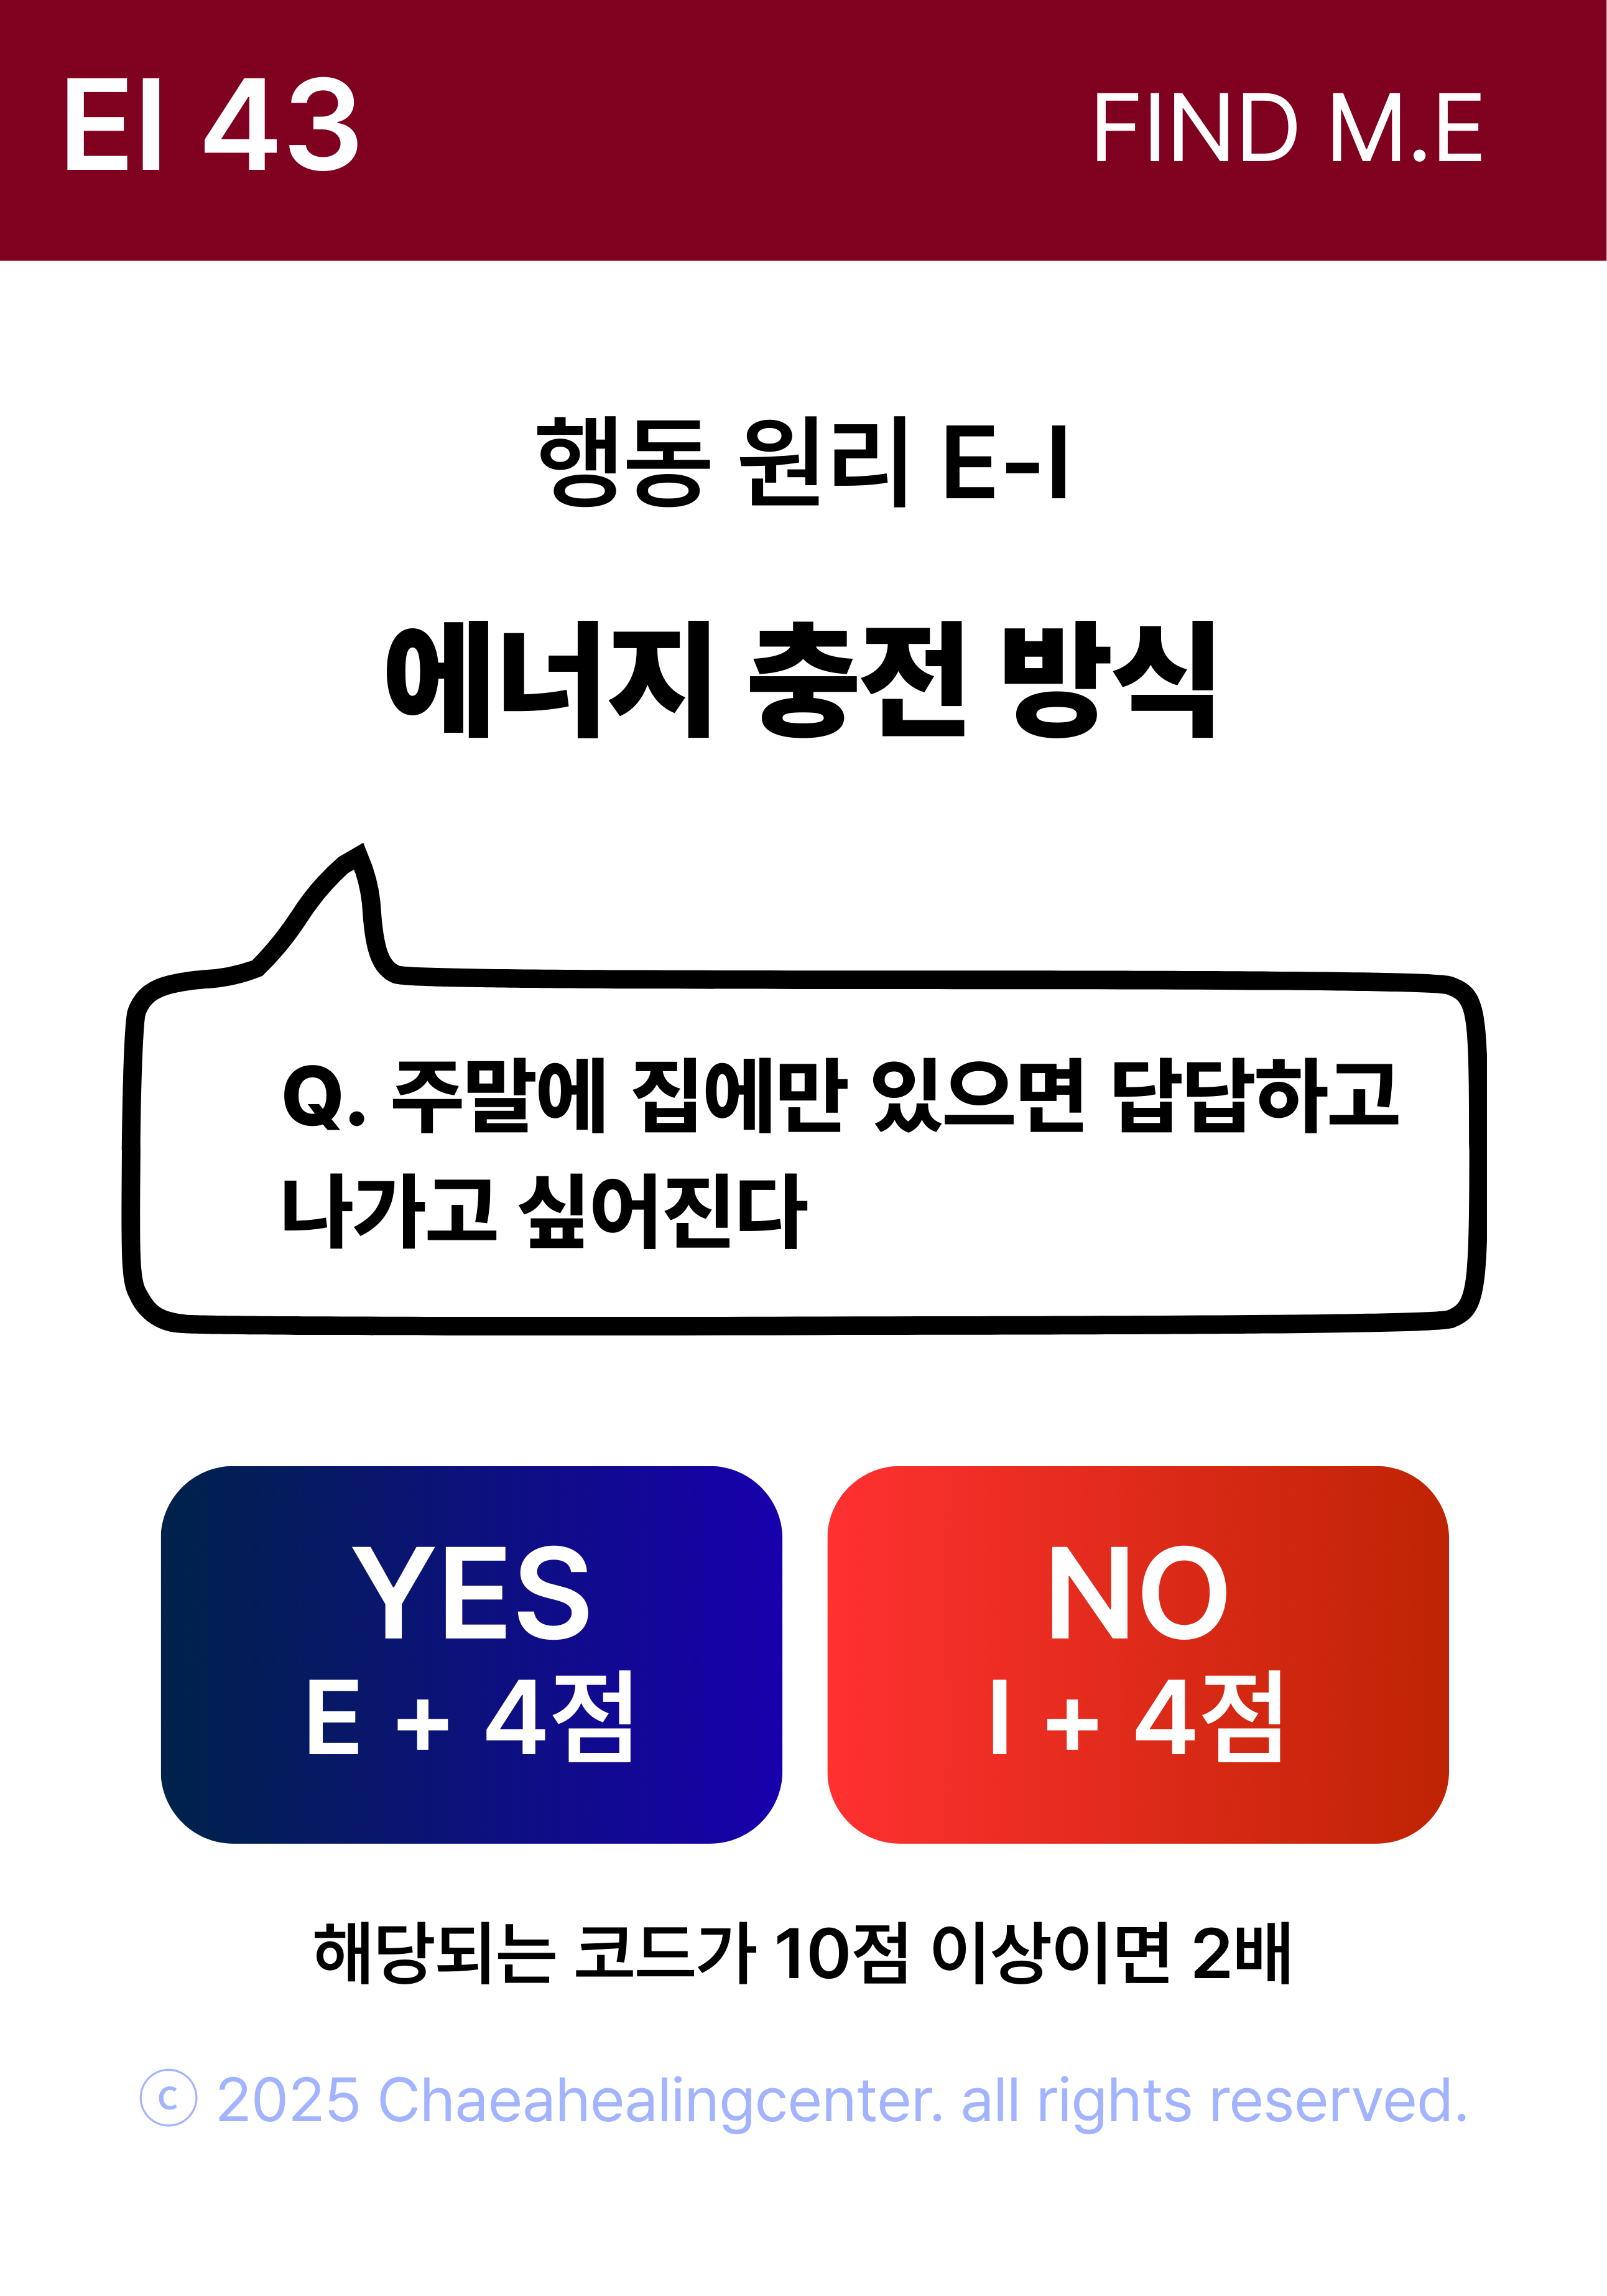 EI 43
FIND M.E
행동 원리 E-I
에너지 충전 방식
Q. 주말에 집에만 있으면 답답하고
나가고 싶어진다
YES
E + 4점
NO
I + 4점
해당되는 코드가 10점 이상이면 2배
ⓒ 2025 Chaeahealingcenter. all rights reserved.